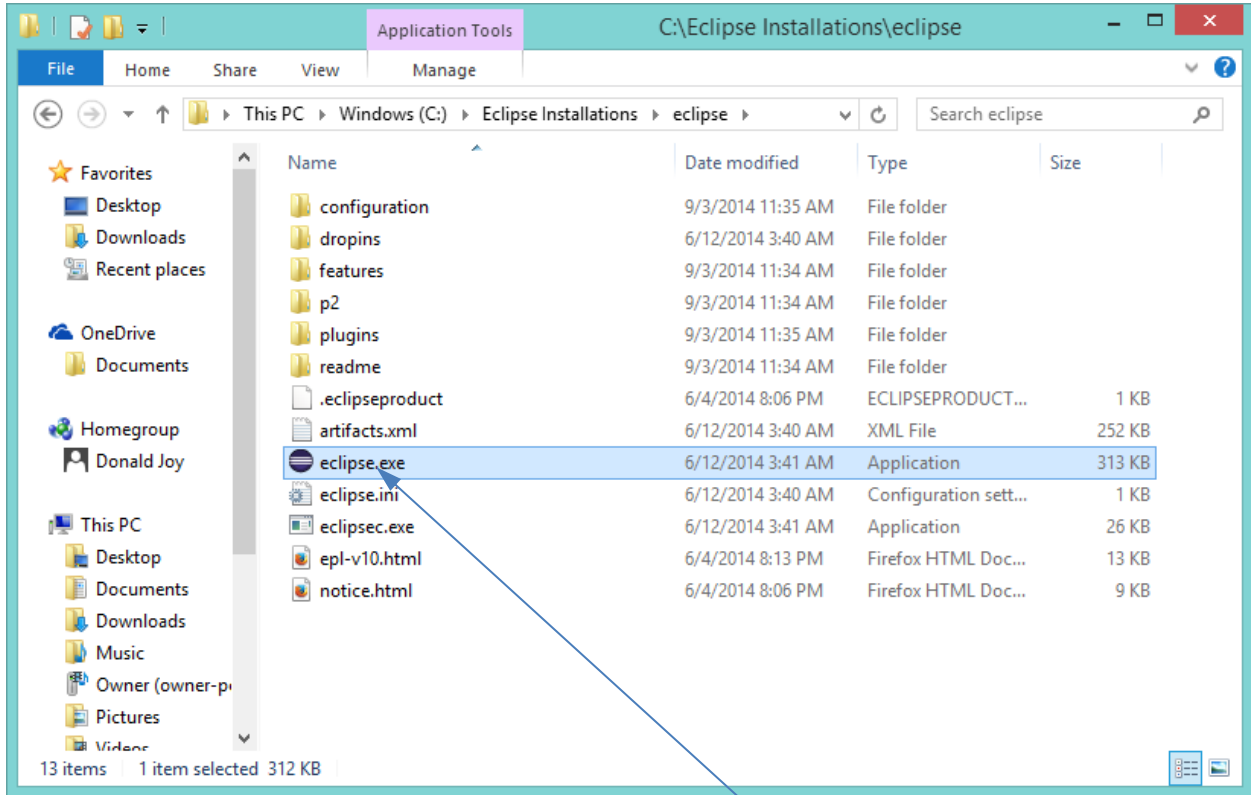 Application Tools C:\Eclipse Installations\eclipse
File Home Share View Manage
This PC Windows (C:) Eclipse Installations eclipse Search eclipse
Name Date modified Type Size
Favorites
Desktop
Downloads
Recent places
OneDrive
Documents
Homegroup
Donald Joy
This PC
Desktop
Documents
Downloads
Music
Owner (owner-p
Pictures
Videos
configuration 9/3/2014 11:35 AM File folder
dropins 6/12/2014 3:40 AM File folder
features 9/3/2014 11:34 AM File folder
p2 9/3/2014 11:34 AM File folder
plugins 9/3/2014 11:35 AM File folder
readme 9/3/2014 11:34 AM File folder
.eclipseproduct 6/4/2014 8:06 PM ECLIPSEPRODUCT... 1 KB
artifacts.xml 6/12/2014 3:40 AM XML File 252 KB
eclipse.exe 6/12/2014 3:41 AM Application 313 KB
eclipse.ini 6/12/2014 3:40 AM Configuration sett... 1 KB
eclipsec.exe 6/12/2014 3:41 AM Application 26 KB
epl-v10.html 6/4/2014 8:13 PM Firefox HTML Doc... 13 KB
notice.html 6/4/2014 8:06 PM Firefox HTML Doc... 9 KB
13 items 1 item selected 312 KB